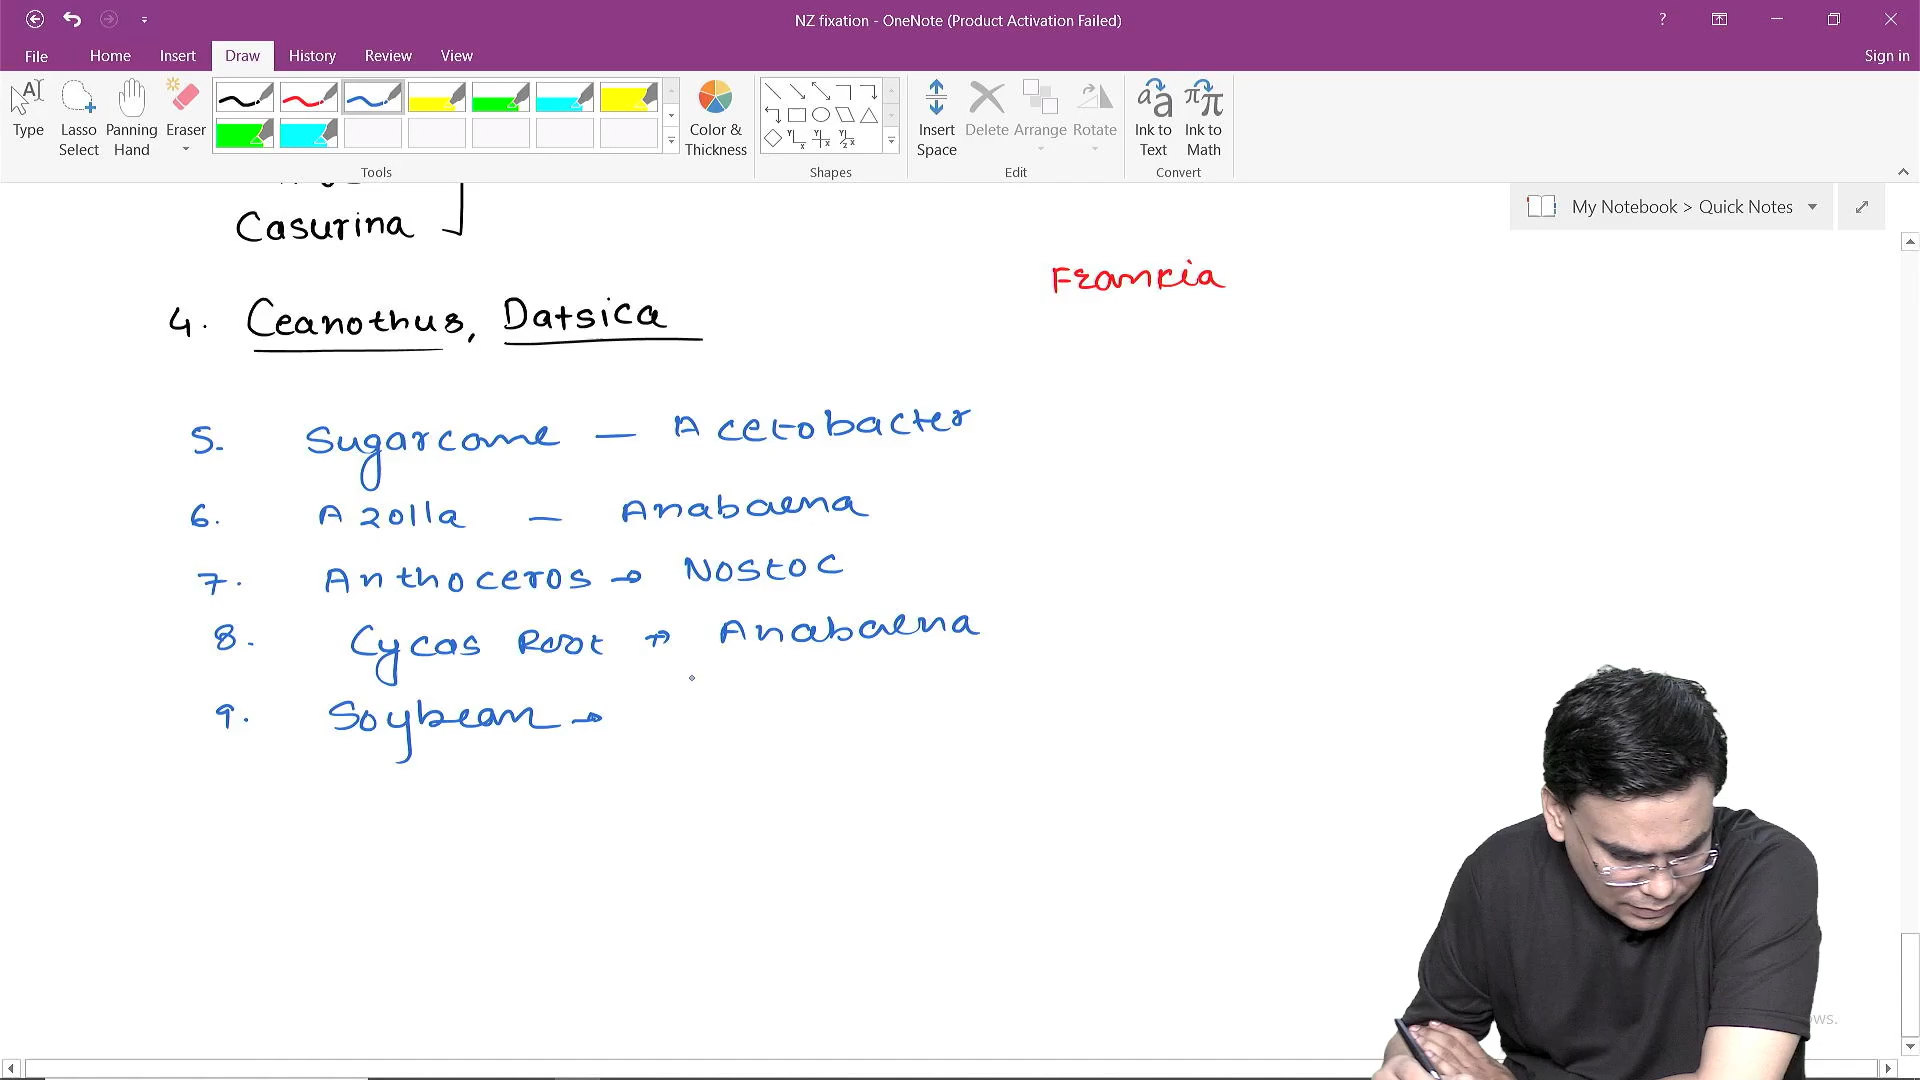 NZ fixation - OneNote (Product Activation Failed)
?
File Home Insert Draw History Review View Sign in
Type Lasso Select Panning Hand Eraser Color & Thickness Insert Space Delete Arrange Rotate Ink to Text Ink to Math
Tools Shapes Edit Convert
My Notebook > Quick Notes
Casurina
Frankia
4. Ceanothus, Datsica
5. Sugarcane — Acetobacter
6. Azolla — Anabaena
7. Anthoceros → Nostoc
8. Cycas Root → Anabaena
9. Soybean →
ows.